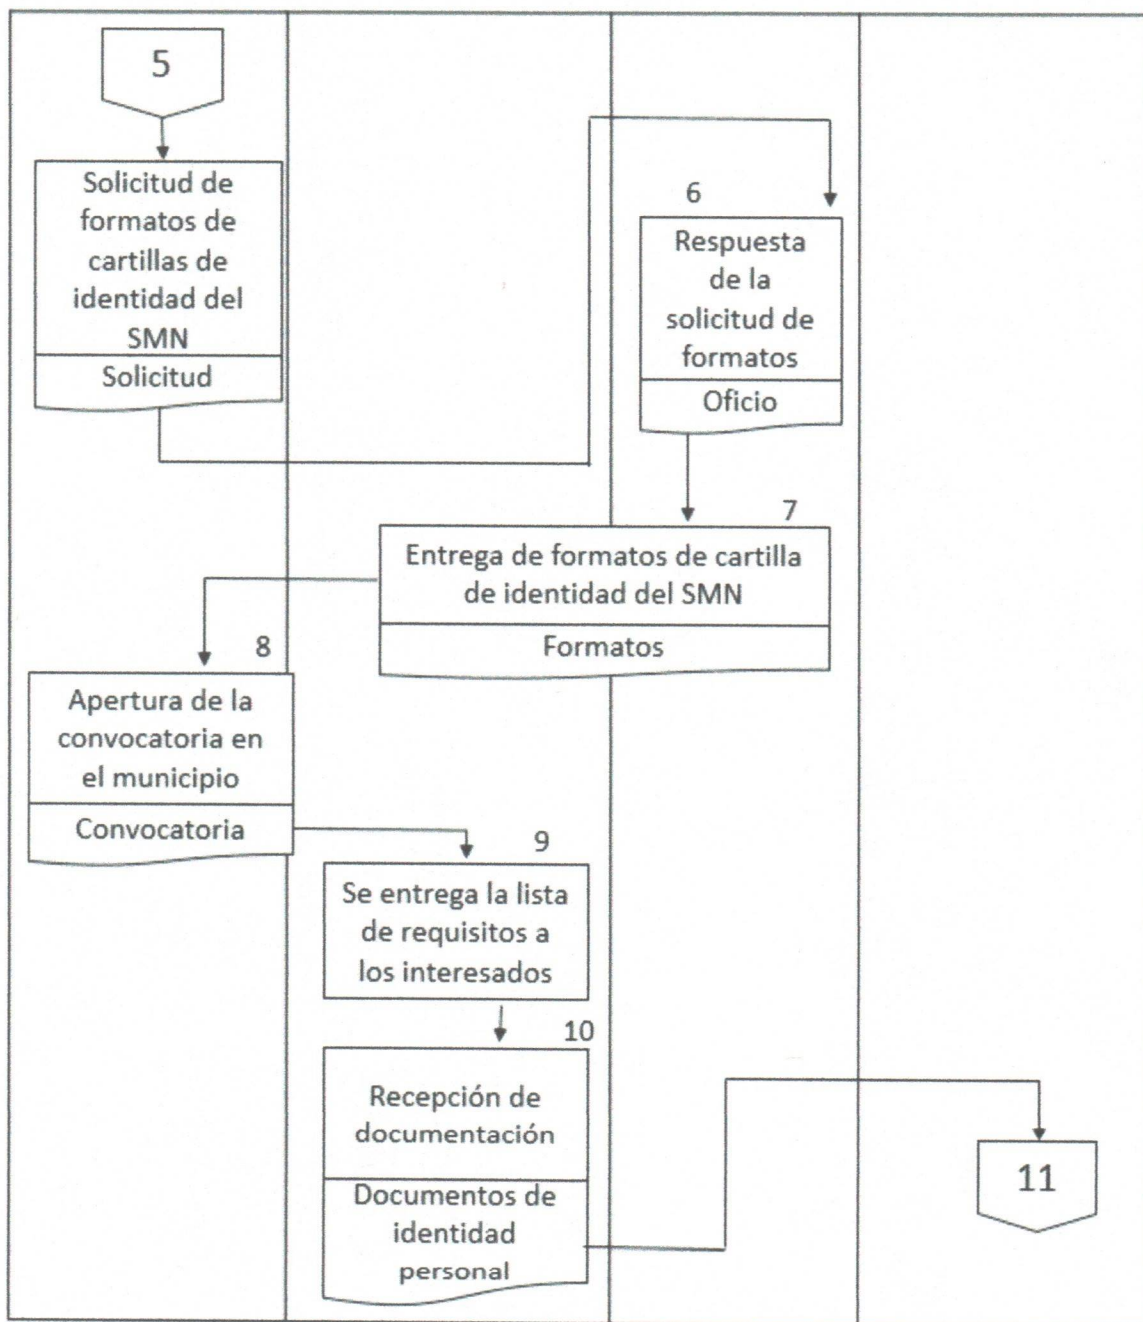 5
Solicitud de
formatos de
cartillas de
identidad del
SMN
Solicitud
6
Respuesta
de la
solicitud de
formatos
Oficio
7
Entrega de formatos de cartilla
de identidad del SMN
Formatos
8
Apertura de la
convocatoria en
el municipio
Convocatoria
9
Se entrega la lista
de requisitos a
los interesados
10
Recepción de
documentación
Documentos de
identidad
personal
11